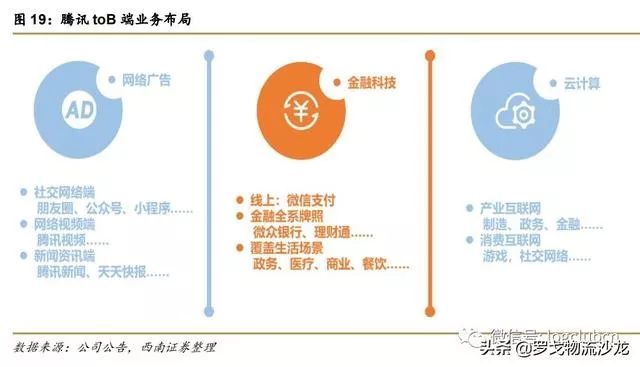 图 19：腾讯 toB 端业务布局
AD
网络广告
社交网络端
朋友圈、公众号、小程序......
网络视频端
腾讯视频......
新闻资讯端
腾讯新闻、天天快报......
¥
金融科技
线上：微信支付
金融全系牌照
微众银行、理财通......
覆盖生活场景
政务、医疗、商业、餐饮......
云计算
产业互联网
制造、政务、金融......
消费互联网
游戏，社交网络......
微信号: logclubcn
数据来源：公司公告，西南证券整理
头条 @罗戈物流沙龙